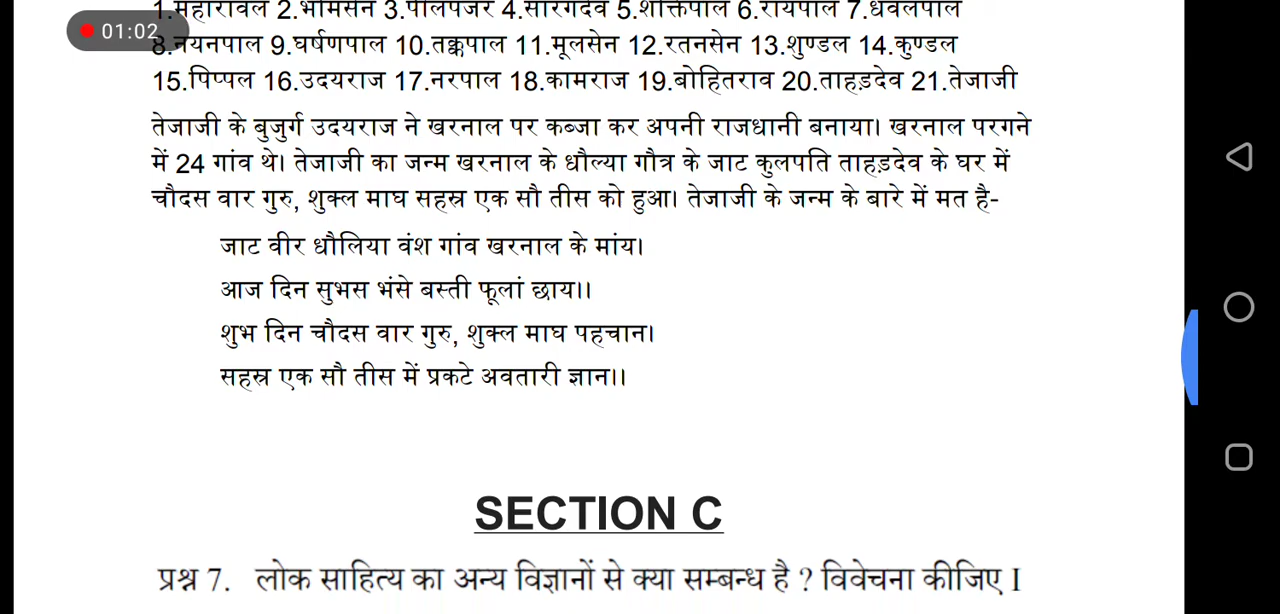 1.महारावल 2.भौमसेन 3.पीलपंजर 4.सारंगदेव 5.शक्तिपाल 6.रायपाल 7.धवलपाल
01:02
8.नयनपाल 9.घर्षणपाल 10.तक्कपाल 11.मूलसेन 12.रतनसेन 13.शुण्डल 14.कुण्डल
15.पिप्पल 16.उदयराज 17.नरपाल 18.कामराज 19.बोहितराव 20.ताहड़देव 21.तेजाजी
तेजाजी के बुजुर्ग उदयराज ने खरनाल पर कब्जा कर अपनी राजधानी बनाया। खरनाल परगने
में 24 गांव थे। तेजाजी का जन्म खरनाल के धौल्या गौत्र के जाट कुलपति ताहड़देव के घर में
चौदस वार गुरु, शुक्ल माघ सहस्र एक सौ तीस को हुआ। तेजाजी के जन्म के बारे में मत है-
जाट वीर धौलिया वंश गांव खरनाल के मांय।
आज दिन सुभस भंसे बस्ती फूलां छाय।।
शुभ दिन चौदस वार गुरु, शुक्ल माघ पहचान।
सहस्र एक सौ तीस में प्रकटे अवतारी ज्ञान।।
SECTION C
प्रश्न 7. लोक साहित्य का अन्य विज्ञानों से क्या सम्बन्ध है ? विवेचना कीजिए I